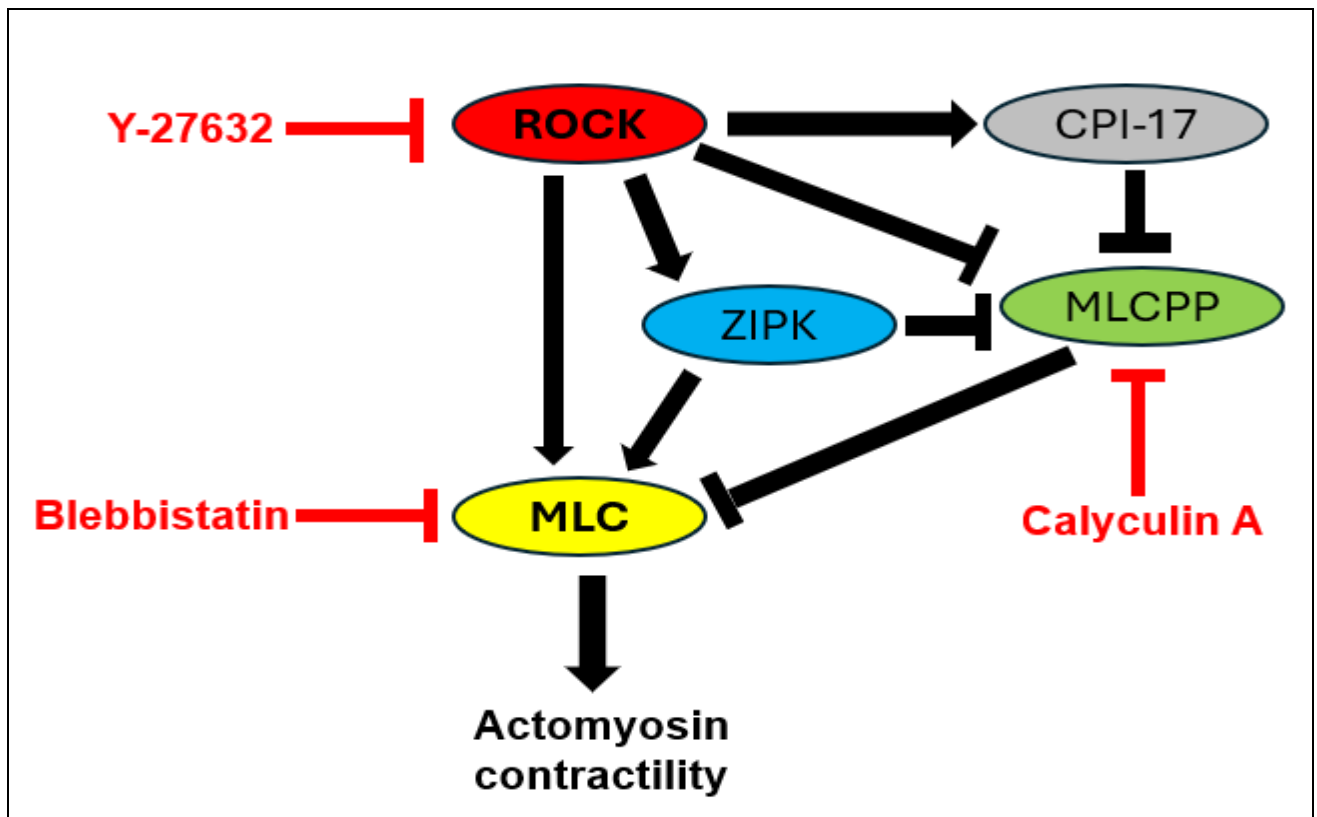 Y-27632
ROCK
CPI-17
MLCPP
ZIPK
Blebbistatin
MLC
Calyculin A
Actomyosin
contractility